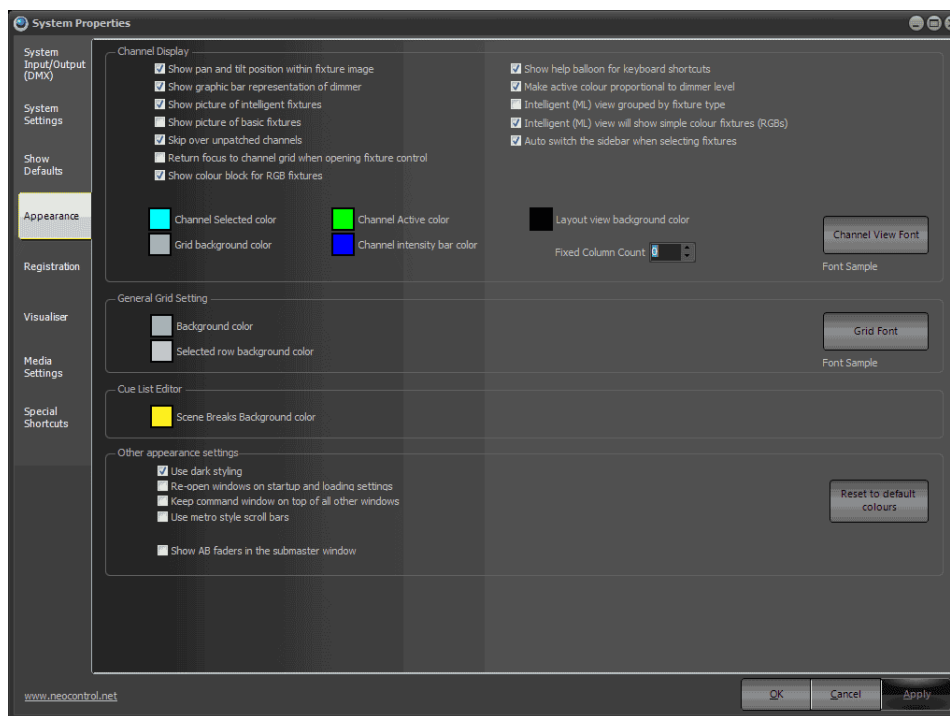 System Properties
System
Input/Output
(DMX)
System
Settings
Show
Defaults
Appearance
Registration
Visualiser
Media
Settings
Special
Shortcuts
Channel Display
Show pan and tilt position within fixture image
Show graphic bar representation of dimmer
Show picture of intelligent fixtures
Show picture of basic fixtures
Skip over unpatched channels
Return focus to channel grid when opening fixture control
Show colour block for RGB fixtures
Show help balloon for keyboard shortcuts
Make active colour proportional to dimmer level
Intelligent (ML) view grouped by fixture type
Intelligent (ML) view will show simple colour fixtures (RGBs)
Auto switch the sidebar when selecting fixtures
Channel Selected color
Channel Active color
Layout view background color
Grid background color
Channel intensity bar color
Fixed Column Count 0
Channel View Font
Font Sample
General Grid Setting
Background color
Selected row background color
Grid Font
Font Sample
Cue List Editor
Scene Breaks Background color
Other appearance settings
Use dark styling
Re-open windows on startup and loading settings
Keep command window on top of all other windows
Use metro style scroll bars
Show AB faders in the submaster window
Reset to default
colours
www.neocontrol.net
OK
Cancel
Apply